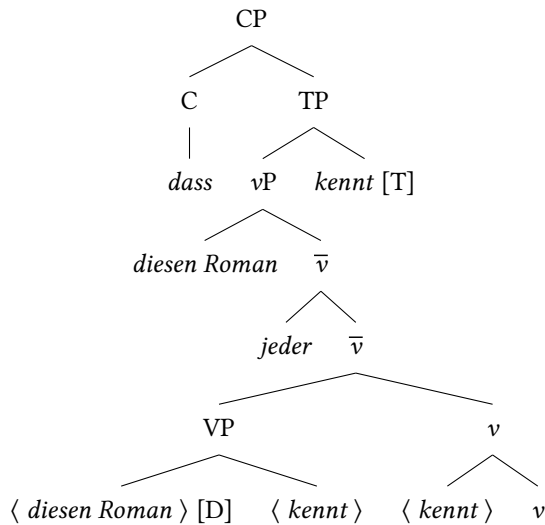 CP
C TP
dass vP kennt [T]
diesen Roman v̅
jeder v̅
VP v
⟨ diesen Roman ⟩ [D] ⟨ kennt ⟩ ⟨ kennt ⟩ v